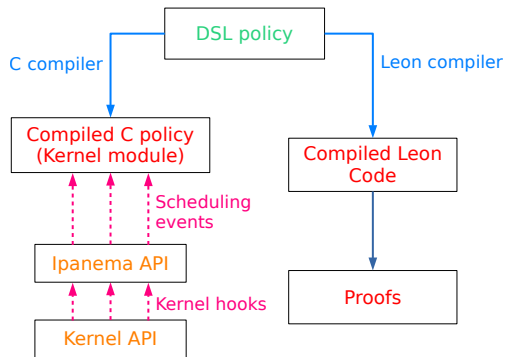 DSL policy
C compiler
Leon compiler
Compiled C policy
(Kernel module)
Compiled Leon
Code
Scheduling
events
Ipanema API
Kernel hooks
Proofs
Kernel API